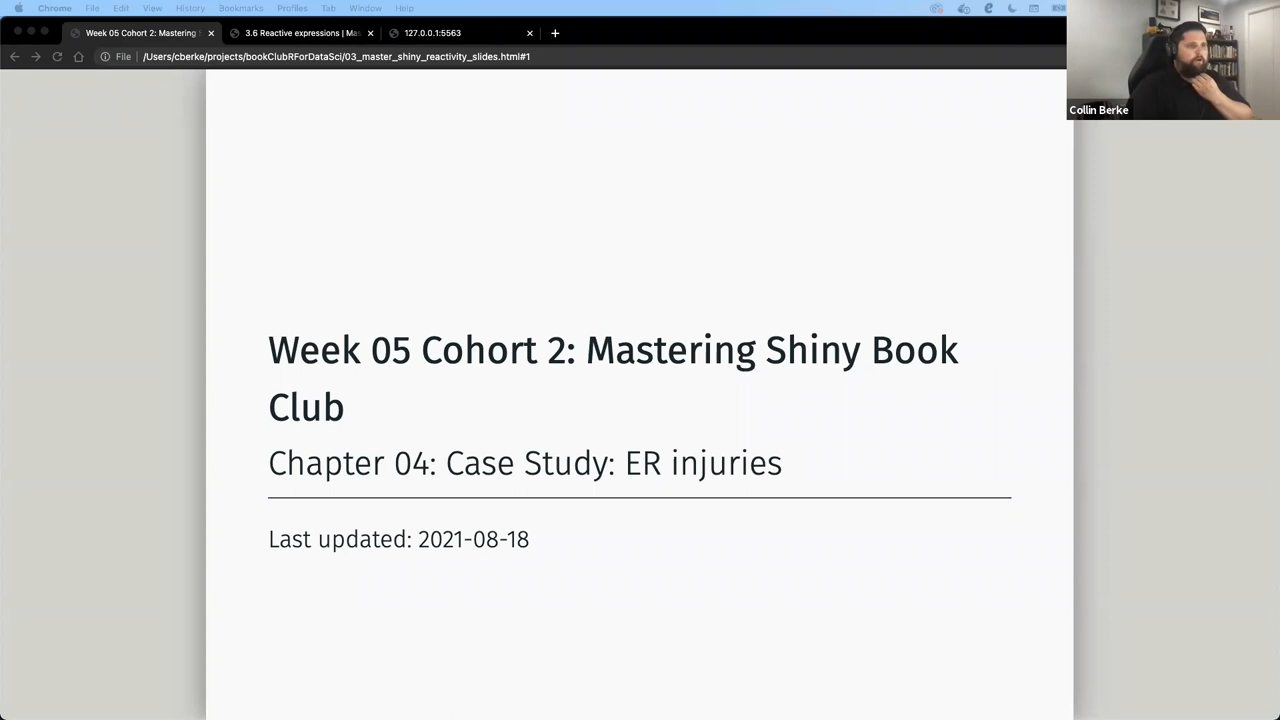 Chrome File Edit View History Bookmarks Profiles Tab Window Help
Week 05 Cohort 2: Mastering
3.6 Reactive expressions | Ma
127.0.0.1:5563
File /Users/cberke/projects/bookClubRForDataSci/03_master_shiny_reactivity_slides.html#1
Collin Berke
Week 05 Cohort 2: Mastering Shiny Book
Club
Chapter 04: Case Study: ER injuries
Last updated: 2021-08-18